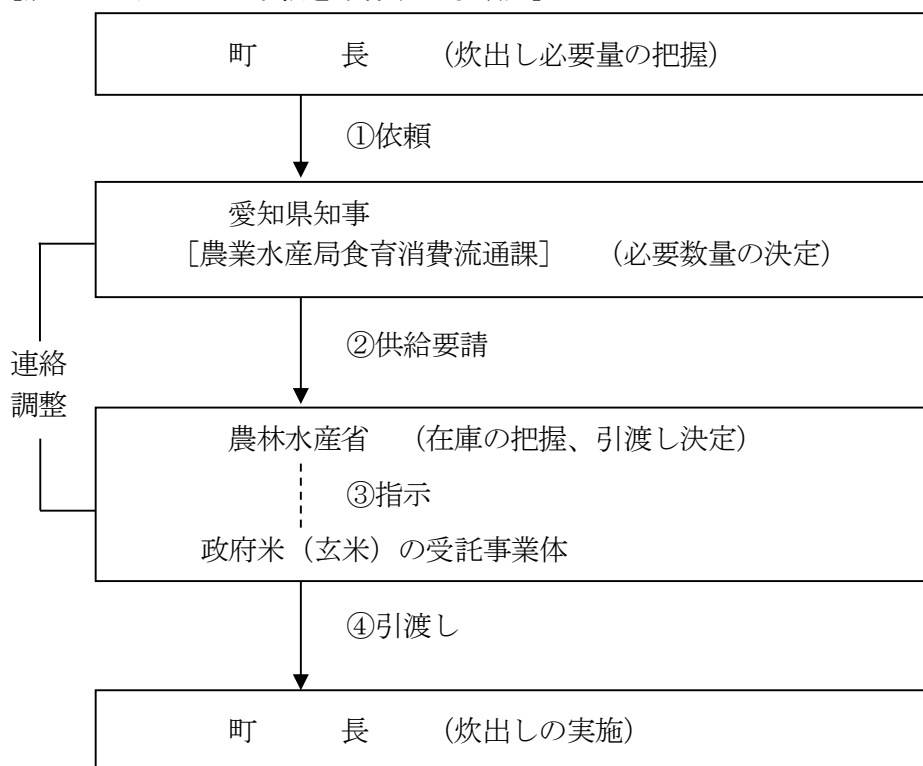 町　　長　（炊出し必要量の把握）
①依頼
愛知県知事
［農業水産局食育消費流通課］　（必要数量の決定）
②供給要請
連絡
調整
農林水産省　（在庫の把握、引渡し決定）
③指示
政府米（玄米）の受託事業体
④引渡し
町　　長　（炊出しの実施）